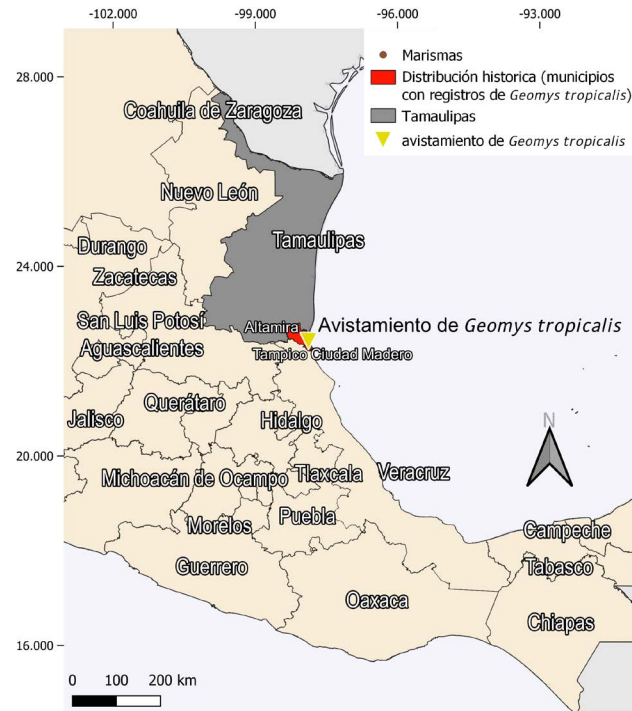 -102.000 -99.000 -96.000 -93.000
28.000
24.000
20.000
16.000
Marismas
Distribución historica (municipios
con registros de Geomys tropicalis)
Tamaulipas
avistamiento de Geomys tropicalis
Coahuila de Zaragoza
Nuevo León
Durango
Tamaulipas
Zacatecas
San Luis Potosí
Altamira
Avistamiento de Geomys tropicalis
Aguascalientes
Tampico Ciudad Madero
Querátaró
Jalisco
Hidalgo
N
Michoacán de Ocampo
Tlaxcala
Veracruz
Morelos
Puebla
Campeche
Guerrero
Tabasco
Oaxaca
Chiapas
0 100 200 km